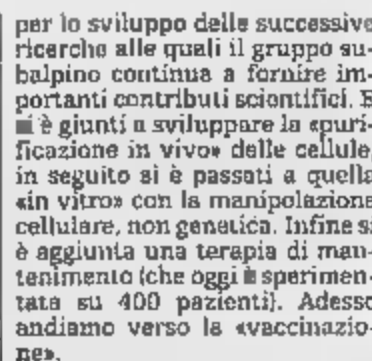 per lo sviluppo delle successive
ricerche alle quali il gruppo su-
balpino continua a fornire im-
portanti contributi scientifici. E
si è giunti a sviluppare la «puri-
ficazione in vivo» delle cellule,
in seguito si è passati a quella
«in vitro» con la manipolazione
cellulare, non genetica. Infine si
è aggiunta una terapia di man-
tenimento (che oggi è sperimen-
tata su 400 pazienti). Adesso
andiamo verso la «vaccinazio-
ne».